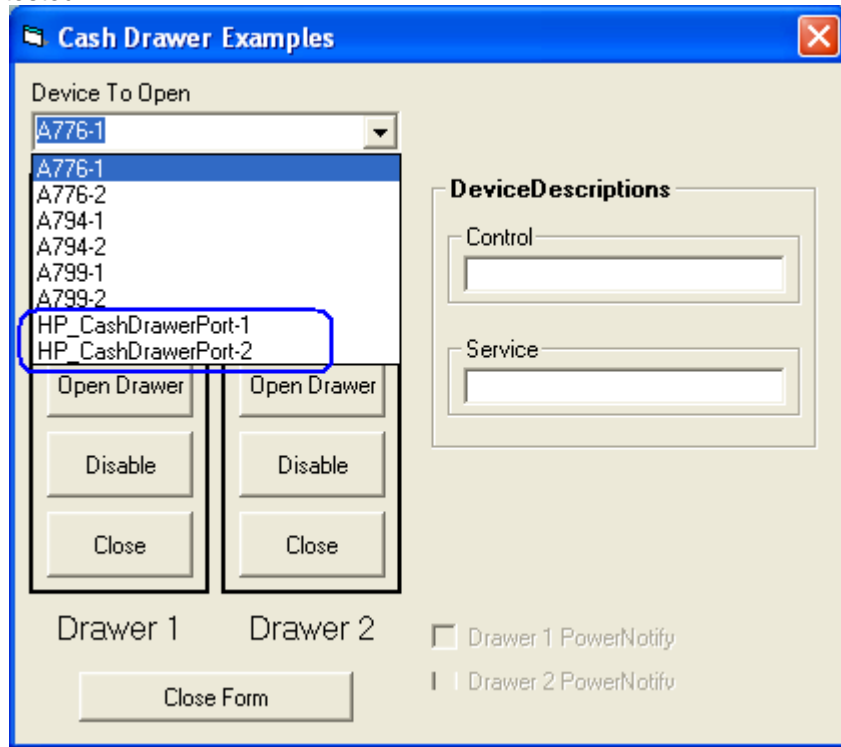 Cash Drawer Examples
Device To Open
A776-1
A776-1
A776-2
A794-1
A794-2
A799-1
A799-2
HP_CashDrawerPort-1
HP_CashDrawerPort-2
Open Drawer
Open Drawer
Disable
Disable
Close
Close
Drawer 1
Drawer 2
Close Form
DeviceDescriptions
Control
Service
Drawer 1 PowerNotify
Drawer 2 PowerNotify